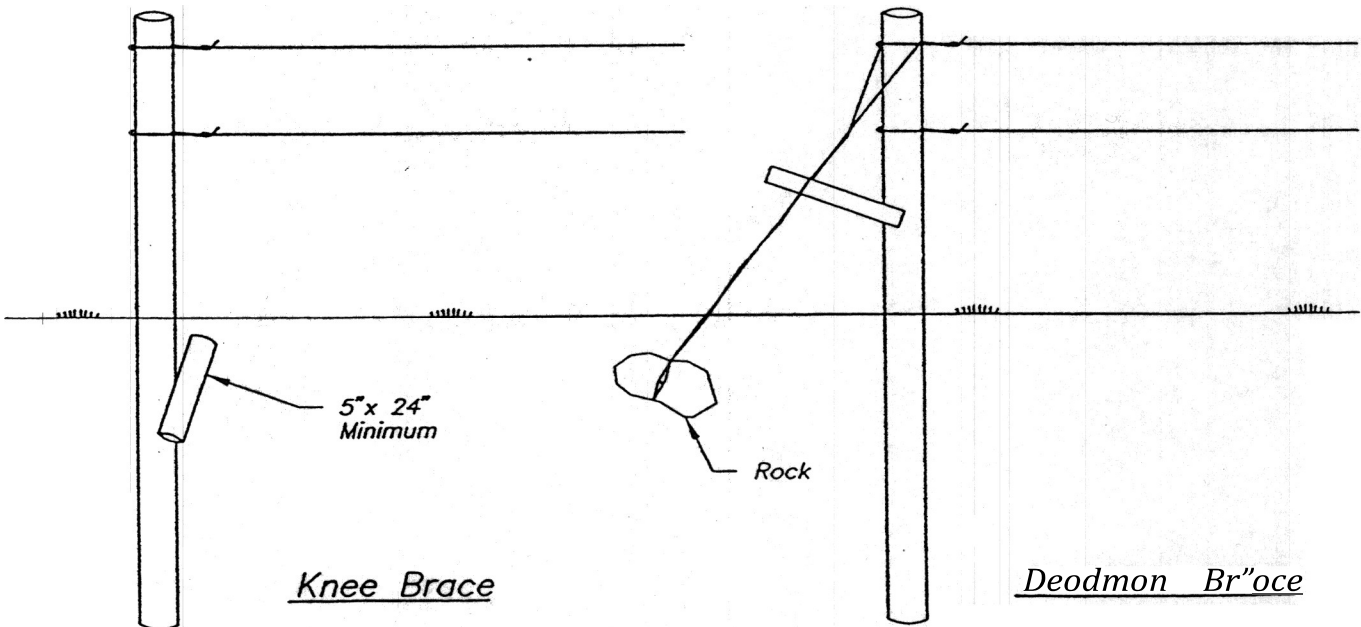 5"x 24"
Minimum
Rock
Knee Brace
Deodmon Br”oce